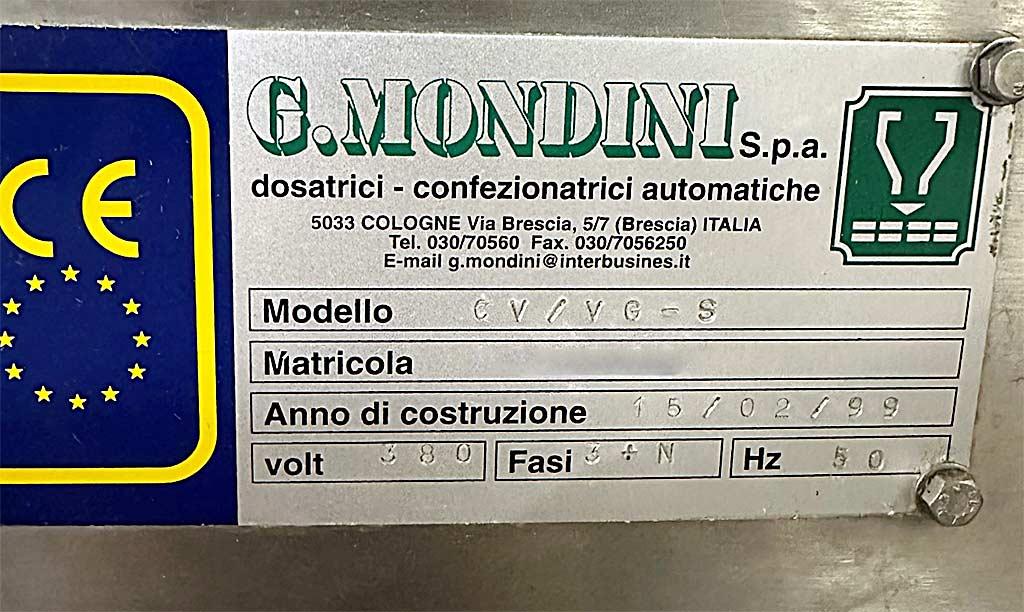 CE
G.MONDINI S.p.a.
dosatrici - confezionatrici automatiche
5033 COLOGNE Via Brescia, 5/7 (Brescia) ITALIA
Tel. 030/70560 Fax. 030/7056250
E-mail g.mondini@interbusines.it
Modello CV/VG-S
Matricola
Anno di costruzione 15/02/99
volt 380 Fasi 3+N Hz 50